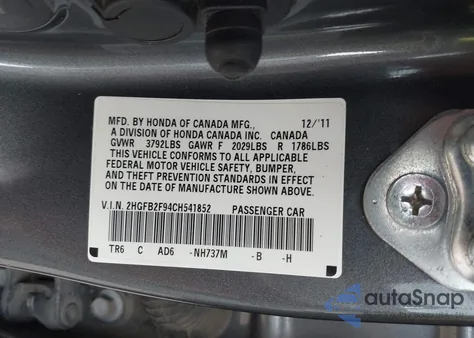 MFD. BY HONDA OF CANADA MFG., 12/'11
A DIVISION OF HONDA CANADA INC. CANADA
GVWR 3792LBS GAWR F 2029LBS R 1786LBS
THIS VEHICLE CONFORMS TO ALL APPLICABLE
FEDERAL MOTOR VEHICLE SAFETY, BUMPER,
AND THEFT PREVENTION STANDARDS IN EFFECT
ON THE DATE OF MANUFACTURE SHOWN ABOVE.
V.I.N. 2HGFB2F94CH541852 PASSENGER CAR
TR6 C AD6 -NH737M -B -H
autaSnap